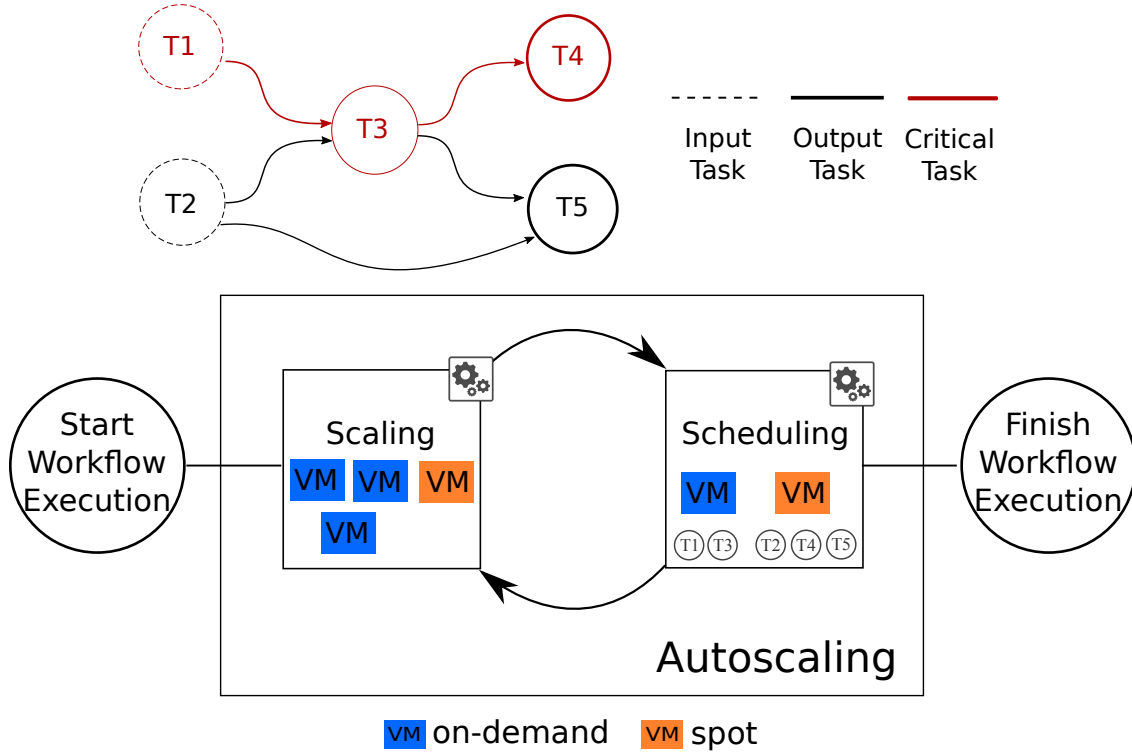 T1
T4
T3
T2
T5
Input Task
Output Task
Critical Task
Start
Workflow
Execution
Scaling
VM VM VM
VM
Scheduling
VM VM
T1 T3 T2 T4 T5
Finish
Workflow
Execution
Autoscaling
VM on-demand VM spot